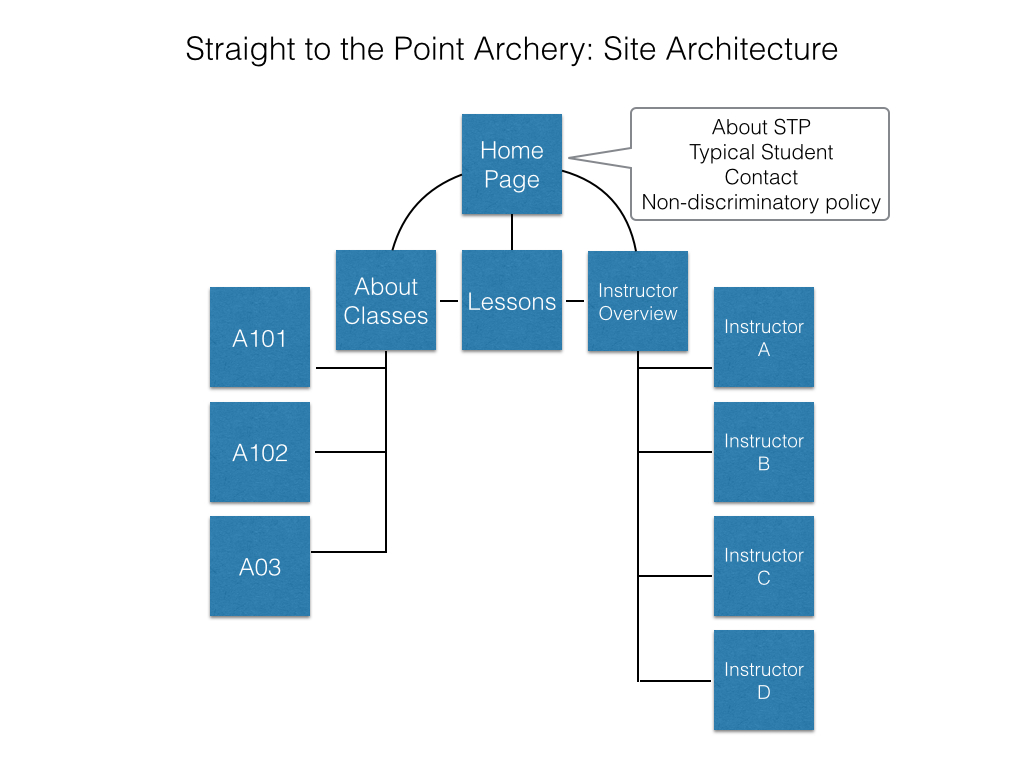 Straight to the Point Archery: Site Architecture
Home
Page
About STP
Typical Student
Contact
Non-discriminatory policy
About
Classes
Lessons
Instructor
Overview
A101
A102
A03
Instructor
A
Instructor
B
Instructor
C
Instructor
D